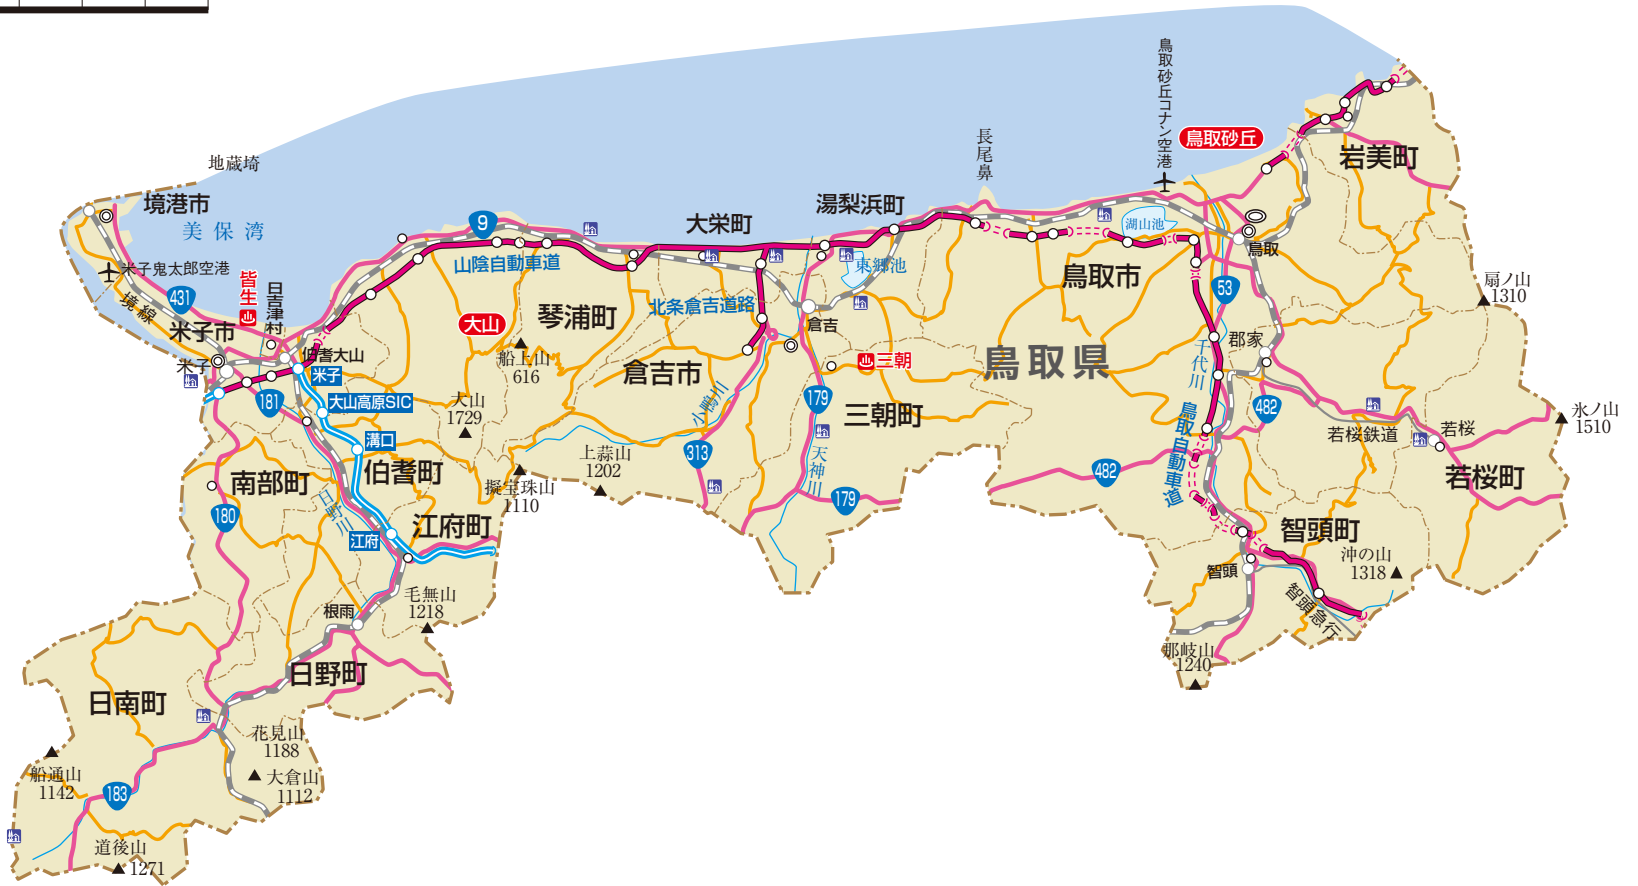 地蔵埼
境港市
美保湾
米子鬼太郎空港
境線
431
皆生
日吉津村
米子市
米子
伯耆大山
米子
181
大山高原SIC
溝口
伯耆町
南部町
180
日野川
江府町
江府
毛無山
1218
根雨
日野町
日南町
花見山
1188
大倉山
1112
船通山
1142
183
道後山
1271
9
山陰自動車道
大山
琴浦町
船上山
616
大山
1729
擬宝珠山
1110
上蒜山
1202
大栄町
北条倉吉道路
倉吉市
小鴨川
313
湯梨浜町
東郷池
倉吉
三朝
179
三朝町
天神川
179
長尾鼻
鳥取砂丘コナン空港
鳥取砂丘
湖山池
鳥取
鳥取市
53
岩美町
鳥取県
千代川
郡家
482
鳥取自動車道
482
扇ノ山
1310
氷ノ山
1510
若桜鉄道
若桜
若桜町
智頭町
沖の山
1318
智頭
智頭急行
那岐山
1240